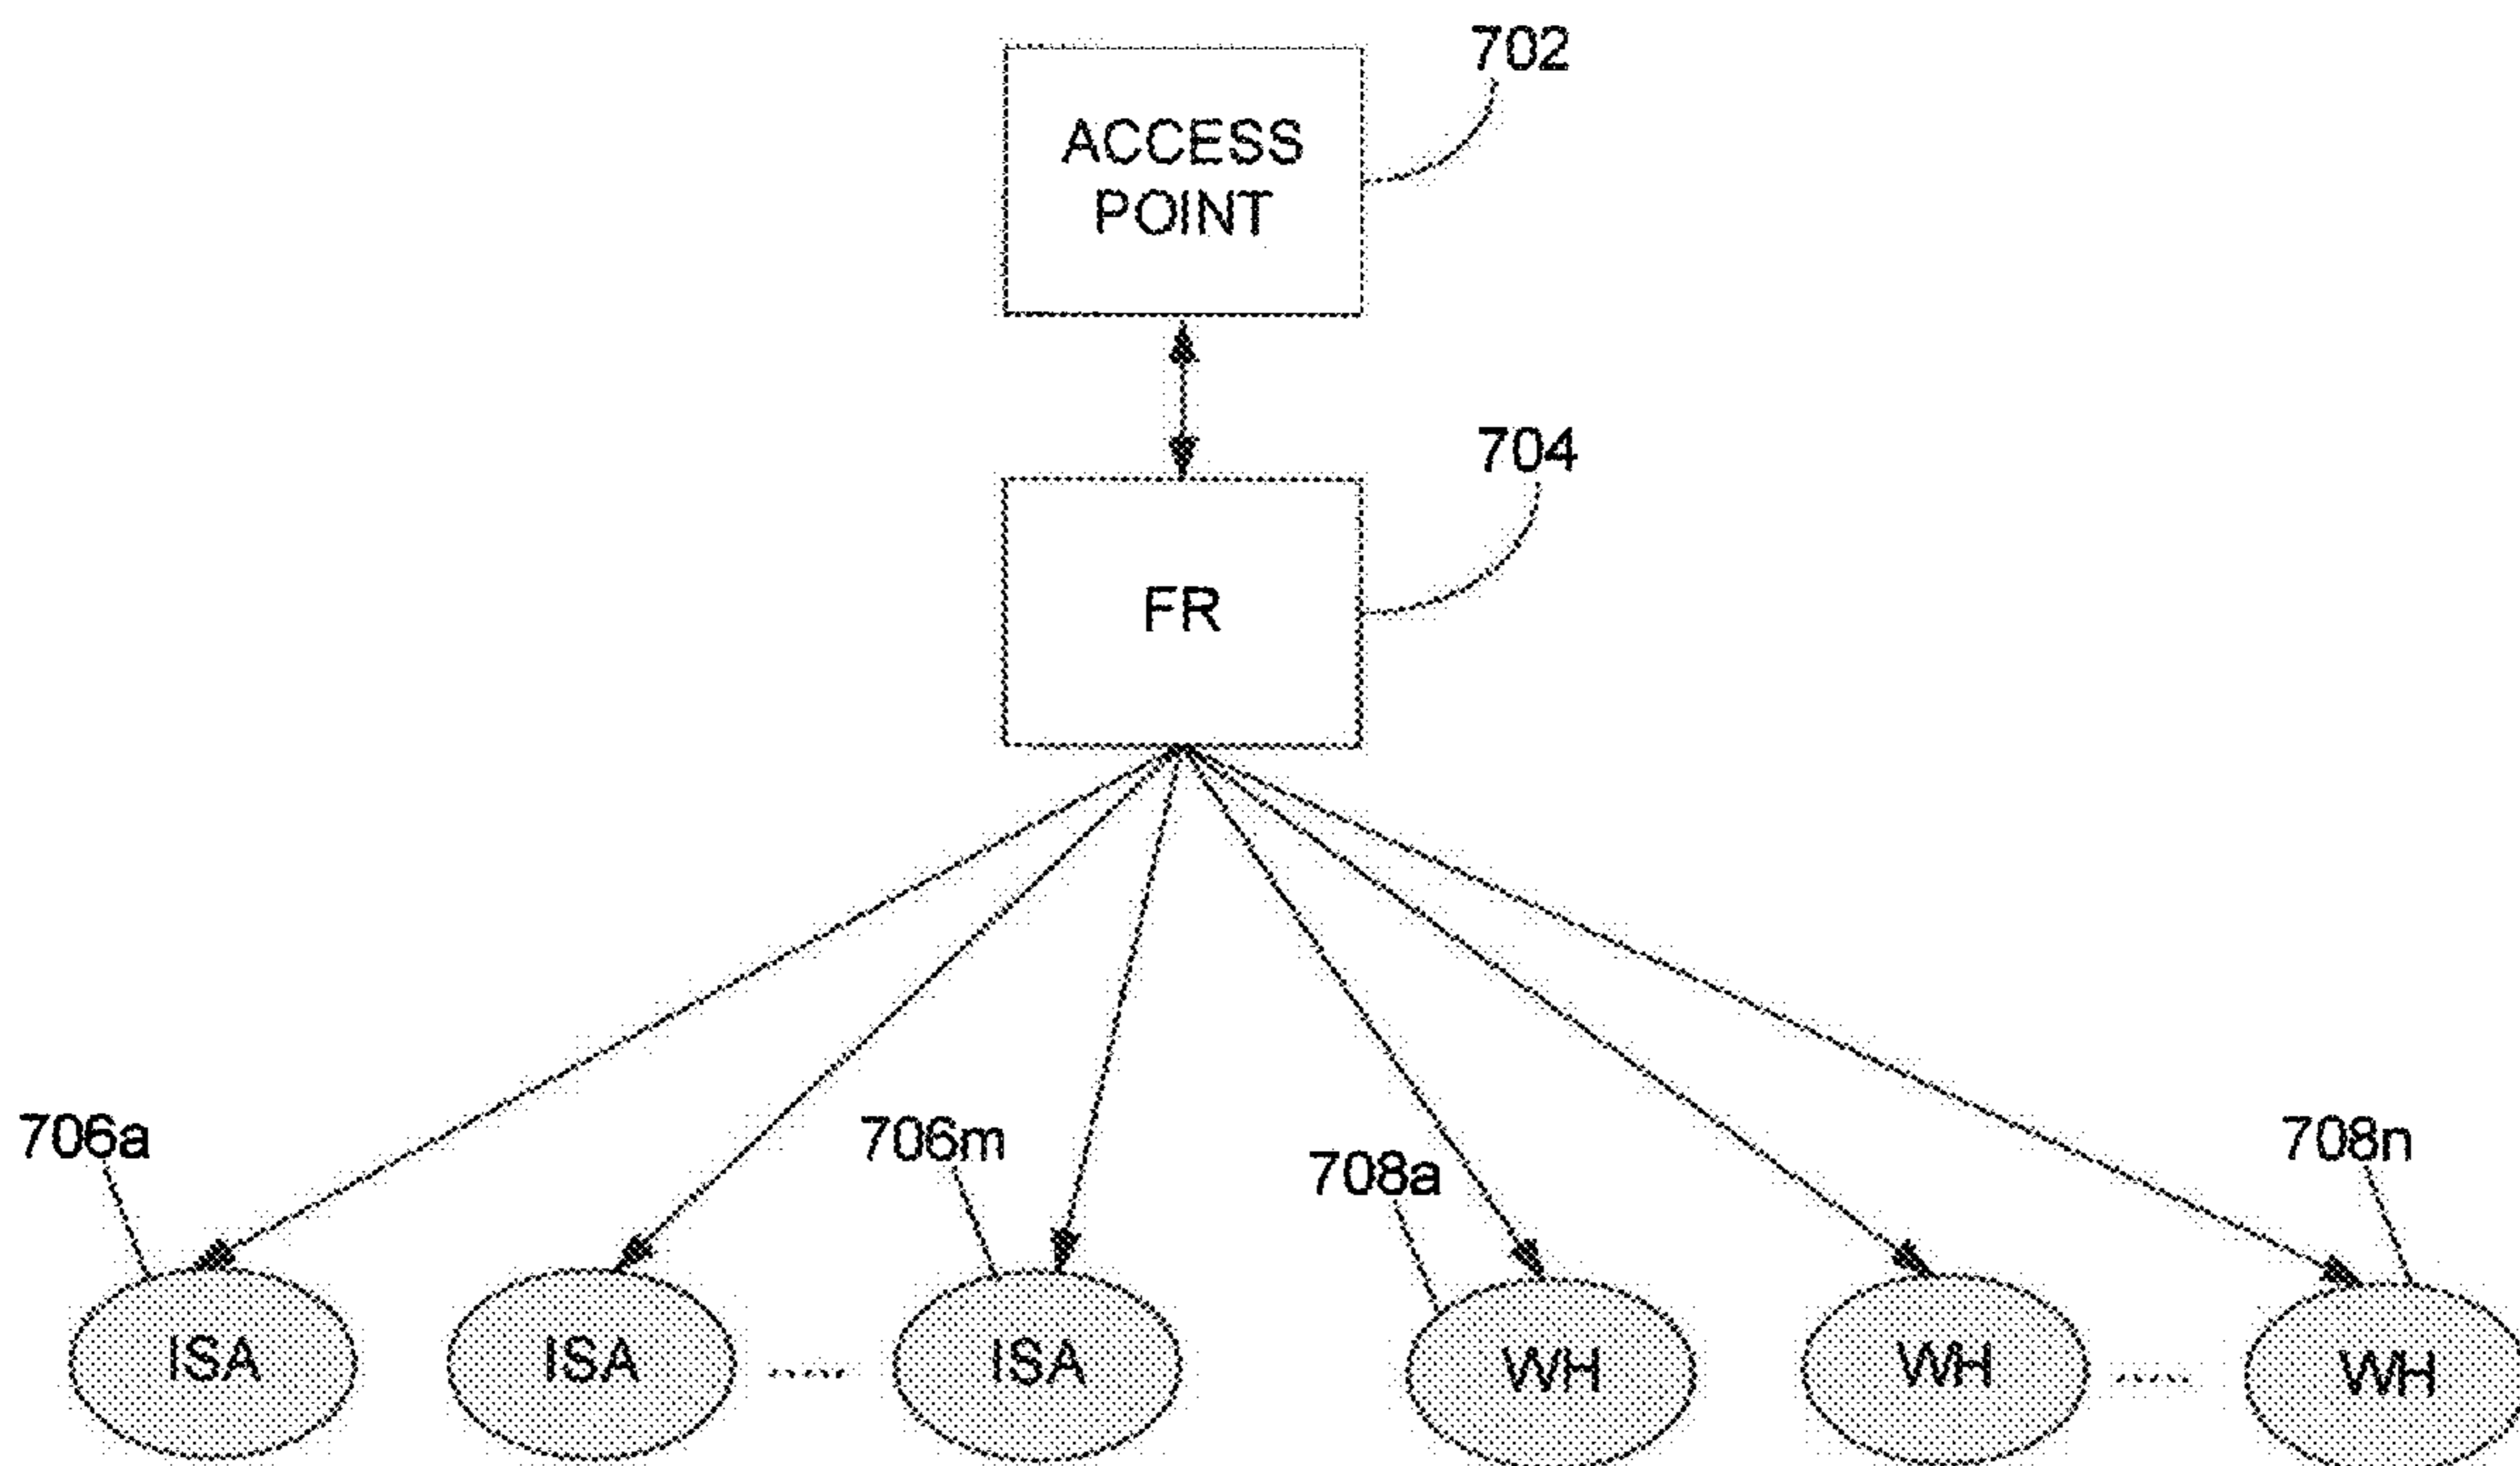 702
ACCESS
POINT
704
FR
706a
706m
708a
708n
ISA
ISA
.....
ISA
WH
WH
.....
WH